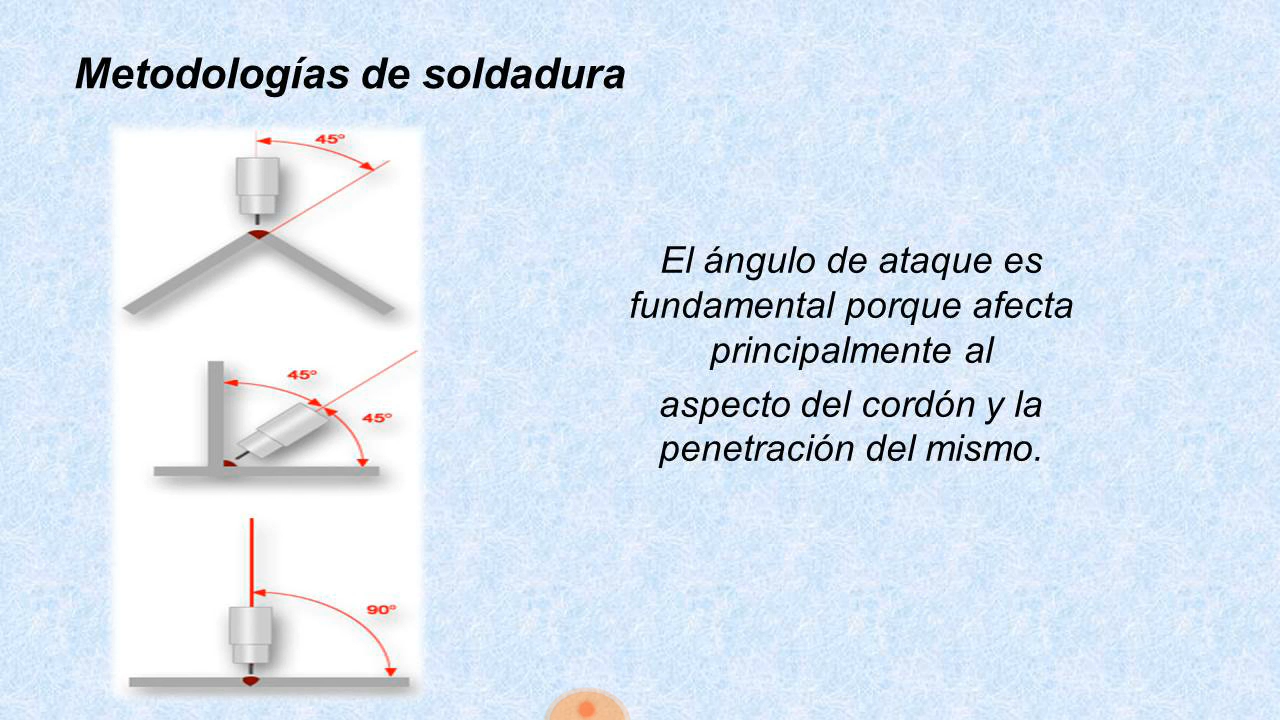 Metodologías de soldadura
45°
45°
45°
90°
El ángulo de ataque es
fundamental porque afecta
principalmente al
aspecto del cordón y la
penetración del mismo.